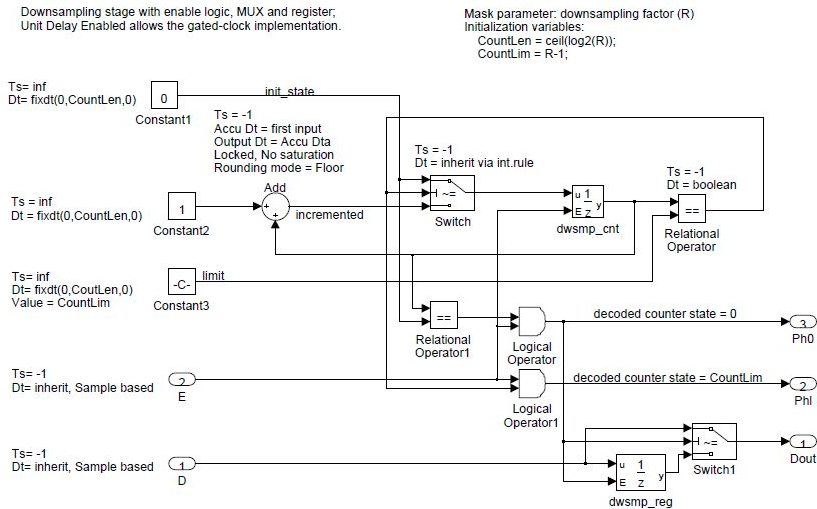 Downsampling stage with enable logic, MUX and register;
Unit Delay Enabled allows the gated-clock implementation.
Mask parameter: downsampling factor (R)
Initialization variables:
CountLen = ceil(log2(R));
CountLim = R-1;
Ts= inf
Dt= fixdt(0,CountLen,0)
0
Constant1
init_state
Ts = -1
Accu Dt = first input
Output Dt = Accu Dta
Locked, No saturation
Rounding mode = Floor
Ts = -1
Dt = inherit via int.rule
Ts = -1
Dt = boolean
Ts = inf
Dt = fixdt(0,CountLen,0)
1
Constant2
Add
+
+
incremented
~=
Switch
u 1 y
E z
dwsmp_cnt
==
Relational
Operator
Ts= inf
Dt= fixdt(0,CoutLen,0)
Value = CountLim
-C-
Constant3
limit
==
Relational
Operator1
Logical
Operator
decoded counter state = 0
3
Ph0
Ts= -1
Dt= inherit, Sample based
2
E
Logical
Operator1
decoded counter state = CountLim
2
Phl
Ts= -1
Dt= inherit, Sample based
1
D
u 1 y
E z
dwsmp_reg
~=
Switch1
1
Dout